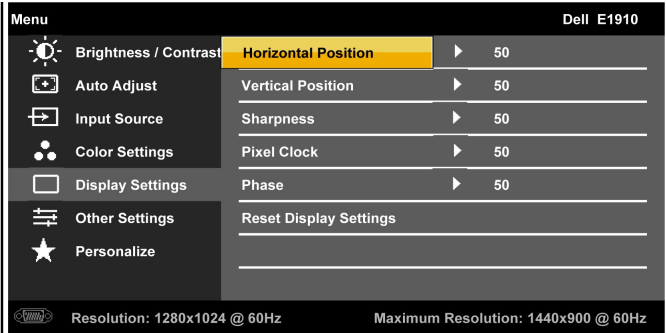 Menu Dell E1910
Brightness / Contrast Horizontal Position 50
Auto Adjust Vertical Position 50
Input Source Sharpness 50
Color Settings Pixel Clock 50
Display Settings Phase 50
Other Settings Reset Display Settings
Personalize
Resolution: 1280x1024 @ 60Hz Maximum Resolution: 1440x900 @ 60Hz